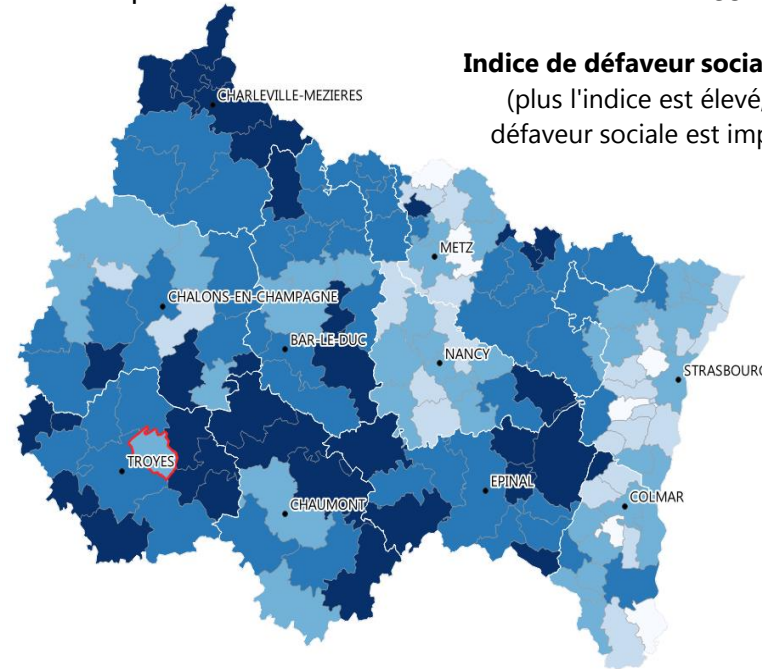 Indice de défaveur socia
(plus l'indice est élevé,
défaveur sociale est imp
CHARLEVILLE-MEZIERES
METZ
CHALONS-EN-CHAMPAGNE
BAR-LE-DUC
NANCY
STRASBOURG
TROYES
EPINAL
CHAUMONT
COLMAR